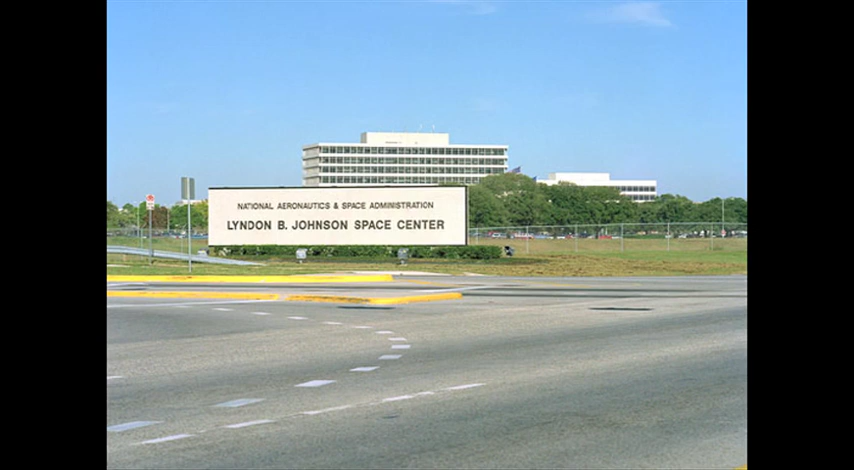 NATIONAL AERONAUTICS & SPACE ADMINISTRATION
LYNDON B. JOHNSON SPACE CENTER